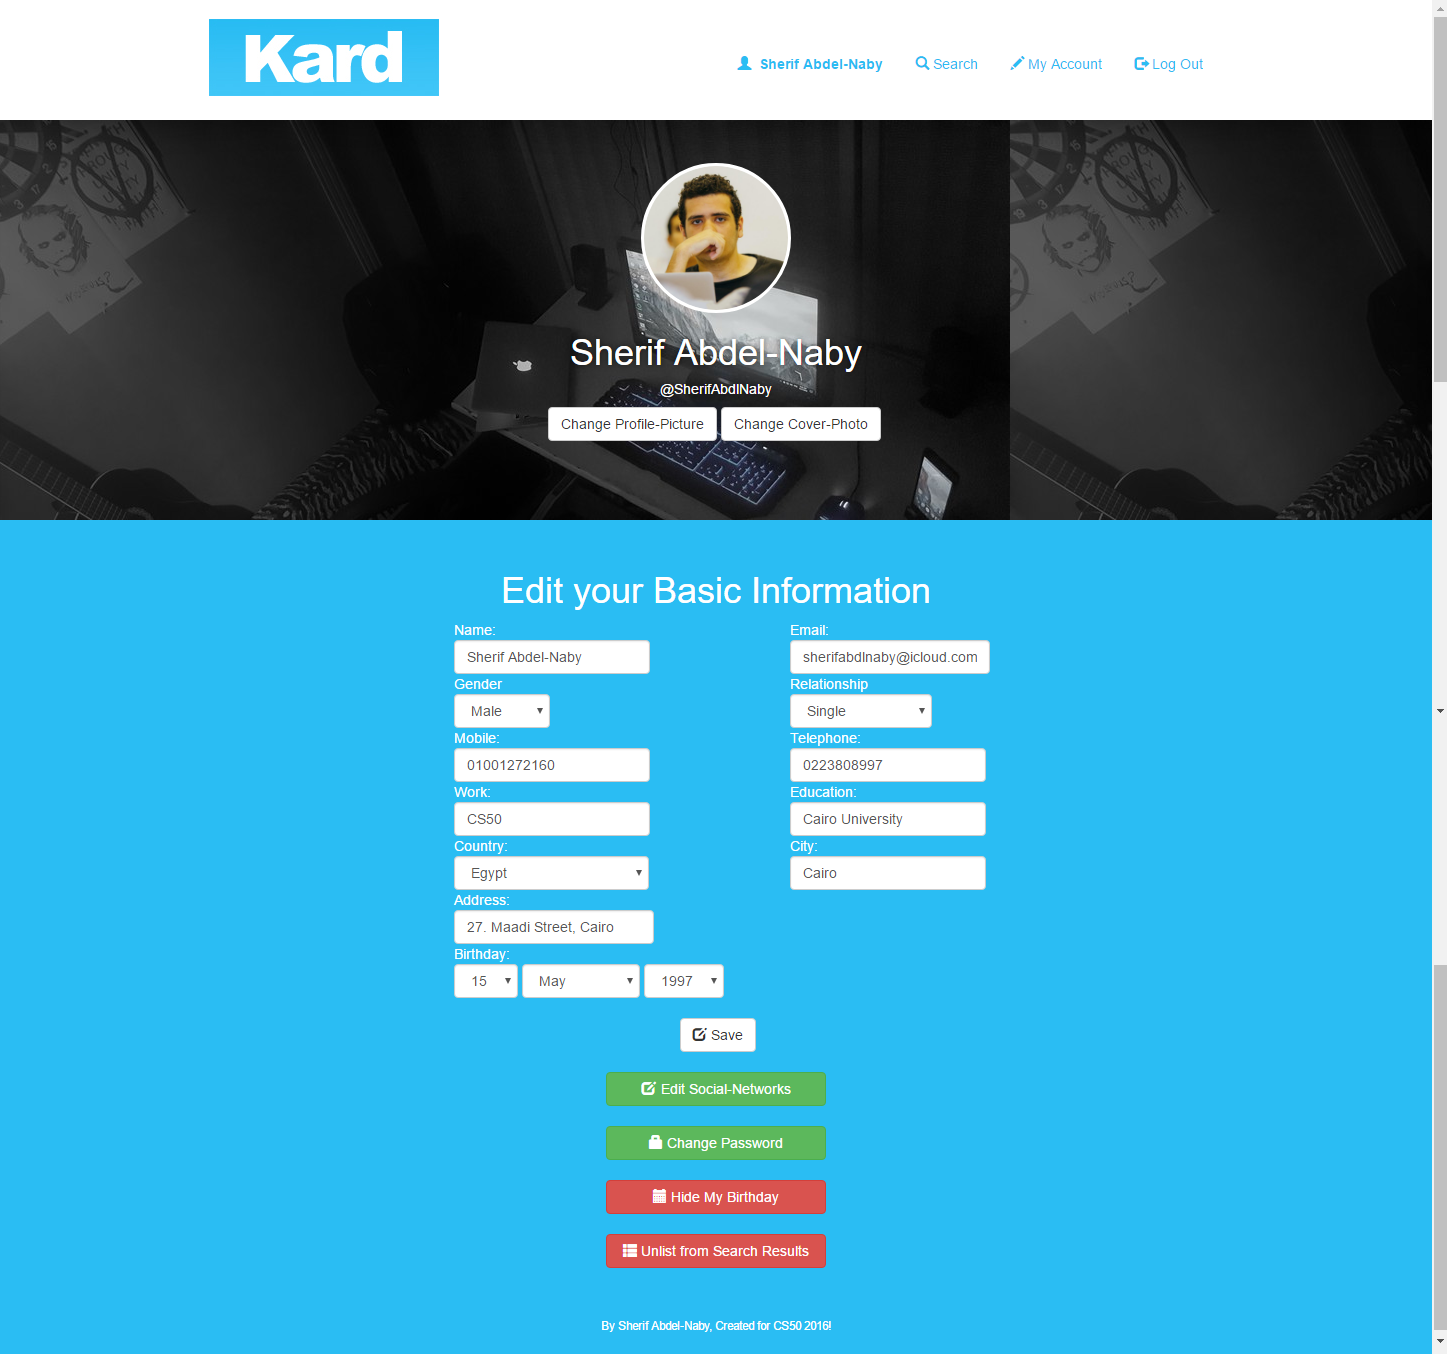 Kard
Sherif Abdel-Naby Search My Account Log Out
Sherif Abdel-Naby
@SherifAbdlNaby
Change Profile-Picture Change Cover-Photo
Edit your Basic Information
Name: Email:
Sherif Abdel-Naby sherifabdlnaby@icloud.com
Gender Relationship
Male Single
Mobile: Telephone:
01001272160 0223808997
Work: Education:
CS50 Cairo University
Country: City:
Egypt Cairo
Address:
27. Maadi Street, Cairo
Birthday:
15 May 1997
Save
Edit Social-Networks
Change Password
Hide My Birthday
Unlist from Search Results
By Sherif Abdel-Naby, Created for CS50 2016!